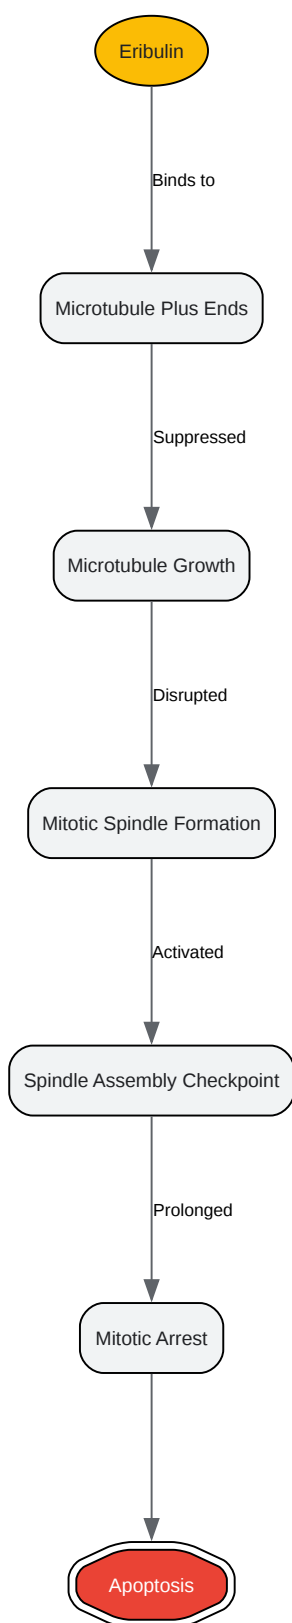 Eribulin
Binds to
Microtubule Plus Ends
Suppressed
Microtubule Growth
Disrupted
Mitotic Spindle Formation
Activated
Spindle Assembly Checkpoint
Prolonged
Mitotic Arrest
Apoptosis